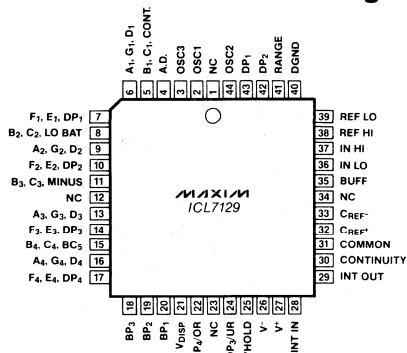 A1, G1, D1
B1, C1, CONT.
A.D.
OSC3
OSC1
NC
OSC2
DP1
DP2
RANGE
DGND
6 5 4 3 2 1 44 43 42 41 40
F1, E1, DP1 7
B2, C2, LO BAT 8
A2, G2, D2 9
F2, E2, DP2 10
B3, C3, MINUS 11
NC 12
A3, G3, D3 13
F3, E3, DP3 14
B4, C4, BC5 15
A4, G4, D4 16
F4, E4, DP4 17
MAXIM
ICL7129
39 REF LO
38 REF HI
37 IN HI
36 IN LO
35 BUFF
34 NC
33 CREF-
32 CREF+
31 COMMON
30 CONTINUITY
29 INT OUT
18 19 20 21 22 23 24 25 26 27 28
BP3
BP2
BP1
VDISP
P4/OR
NC
DP3/UR
/HOLD
V-
V+
INT IN